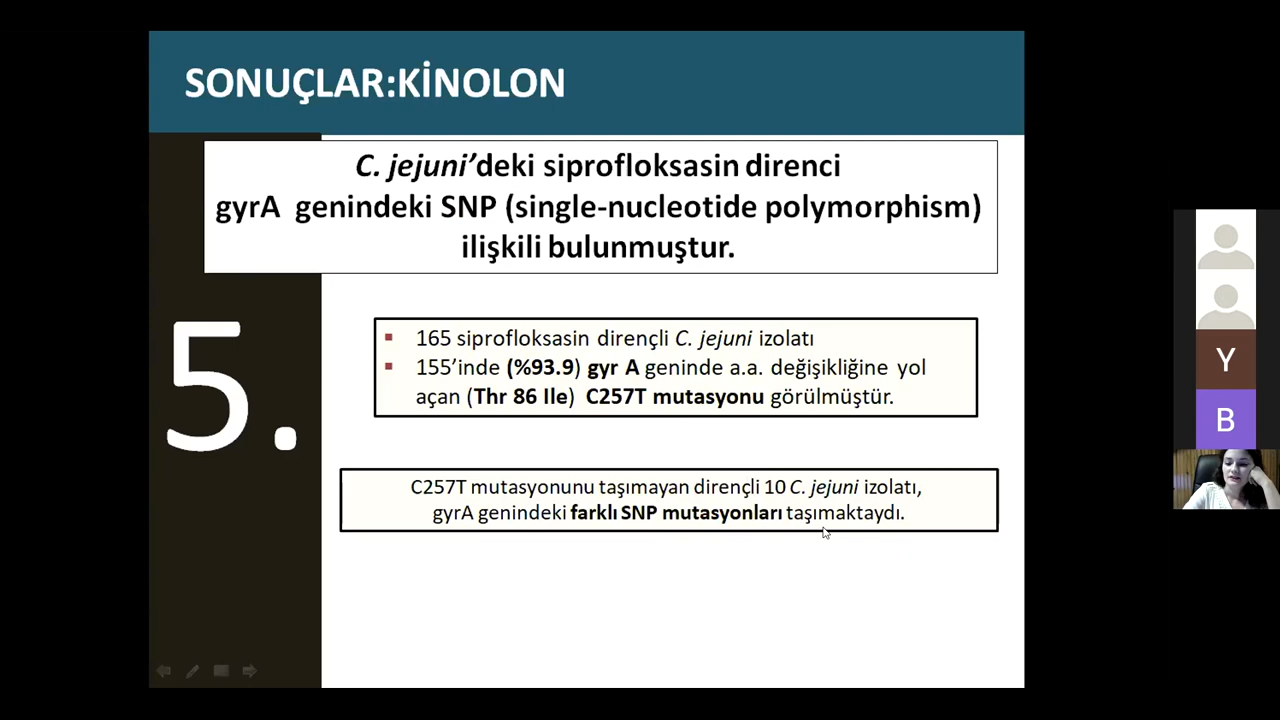 SONUÇLAR:KİNOLON
C. jejuni’deki siprofloksasin direnci
gyrA genindeki SNP (single-nucleotide polymorphism)
ilişkili bulunmuştur.
5.
▪ 165 siprofloksasin dirençli C. jejuni izolatı
▪ 155’inde (%93.9) gyr A geninde a.a. değişikliğine yol
açan (Thr 86 Ile) C257T mutasyonu görülmüştür.
C257T mutasyonunu taşımayan dirençli 10 C. jejuni izolatı,
gyrA genindeki farklı SNP mutasyonları taşımaktaydı.
Y
B